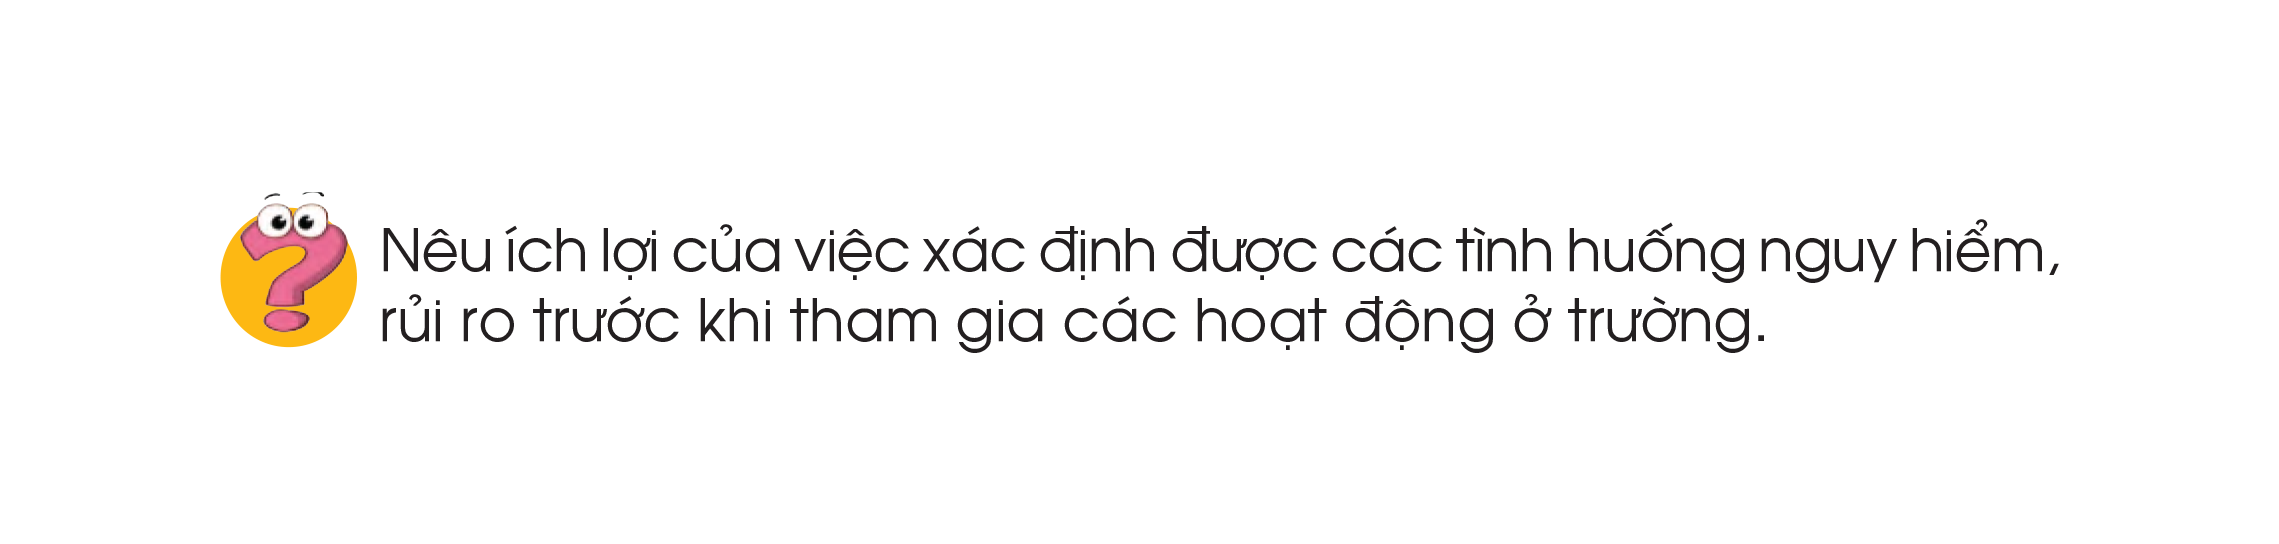 Nêu ích lợi của việc xác định được các tình huống nguy hiểm,
rủi ro trước khi tham gia các hoạt động ở trường.